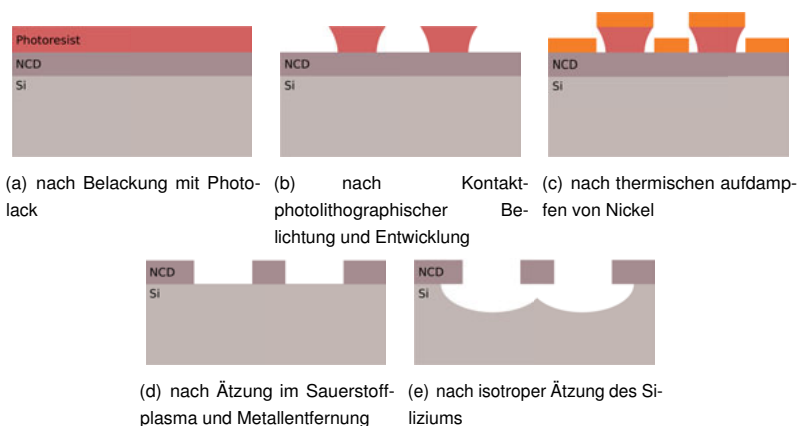 Photoresist
NCD
Si
NCD
Si
NCD
Si
(a) nach Belackung mit Photo-
lack
(b) nach Kontakt-
photolithographischer Be-
lichtung und Entwicklung
(c) nach thermischen aufdamp-
fen von Nickel
NCD
Si
NCD
Si
(d) nach Ätzung im Sauerstoff-
plasma und Metallentfernung
(e) nach isotroper Ätzung des Si-
liziums